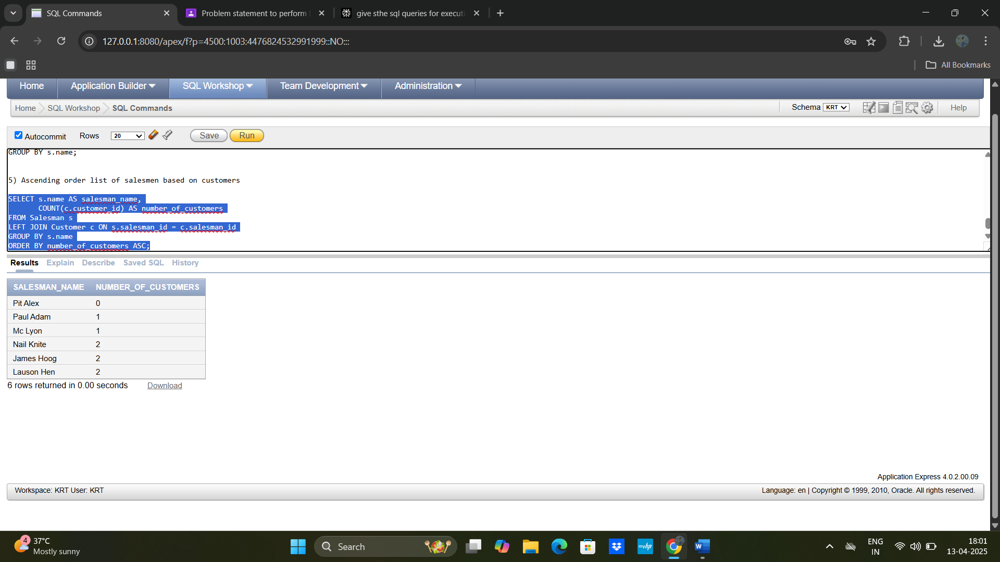 SQL Commands
Problem statement to perform
give sthe sql queries for execut
127.0.0.1:8080/apex/f?p=4500:1003:4476824532991999::NO:::
All Bookmarks
Home Application Builder SQL Workshop Team Development Administration
Home SQL Workshop SQL Commands Schema KRT Help
Autocommit Rows 20 Save Run
GROUP BY s.name;
5) Ascending order list of salesmen based on customers
SELECT s.name AS salesman_name,
COUNT(c.customer_id) AS number_of_customers
FROM Salesman s
LEFT JOIN Customer c ON s.salesman_id = c.salesman_id
GROUP BY s.name
ORDER BY number_of_customers ASC;
Results Explain Describe Saved SQL History
SALESMAN_NAME NUMBER_OF_CUSTOMERS
Pit Alex 0
Paul Adam 1
Mc Lyon 1
Nail Knite 2
James Hoog 2
Lauson Hen 2
6 rows returned in 0.00 seconds Download
Application Express 4.0.2.00.09
Workspace: KRT User: KRT Language: en | Copyright © 1999, 2010, Oracle. All rights reserved.
4 37°C
Mostly sunny
Search
myhp
W
ENG
IN
18:01
13-04-2025